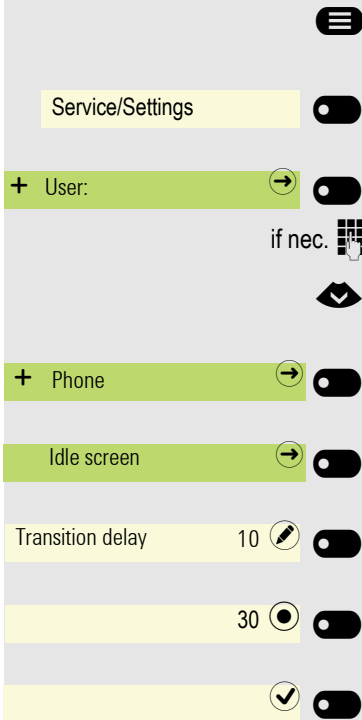 Service/Settings
+ User:
if nec.
+ Phone
Idle screen
Transition delay 10
30